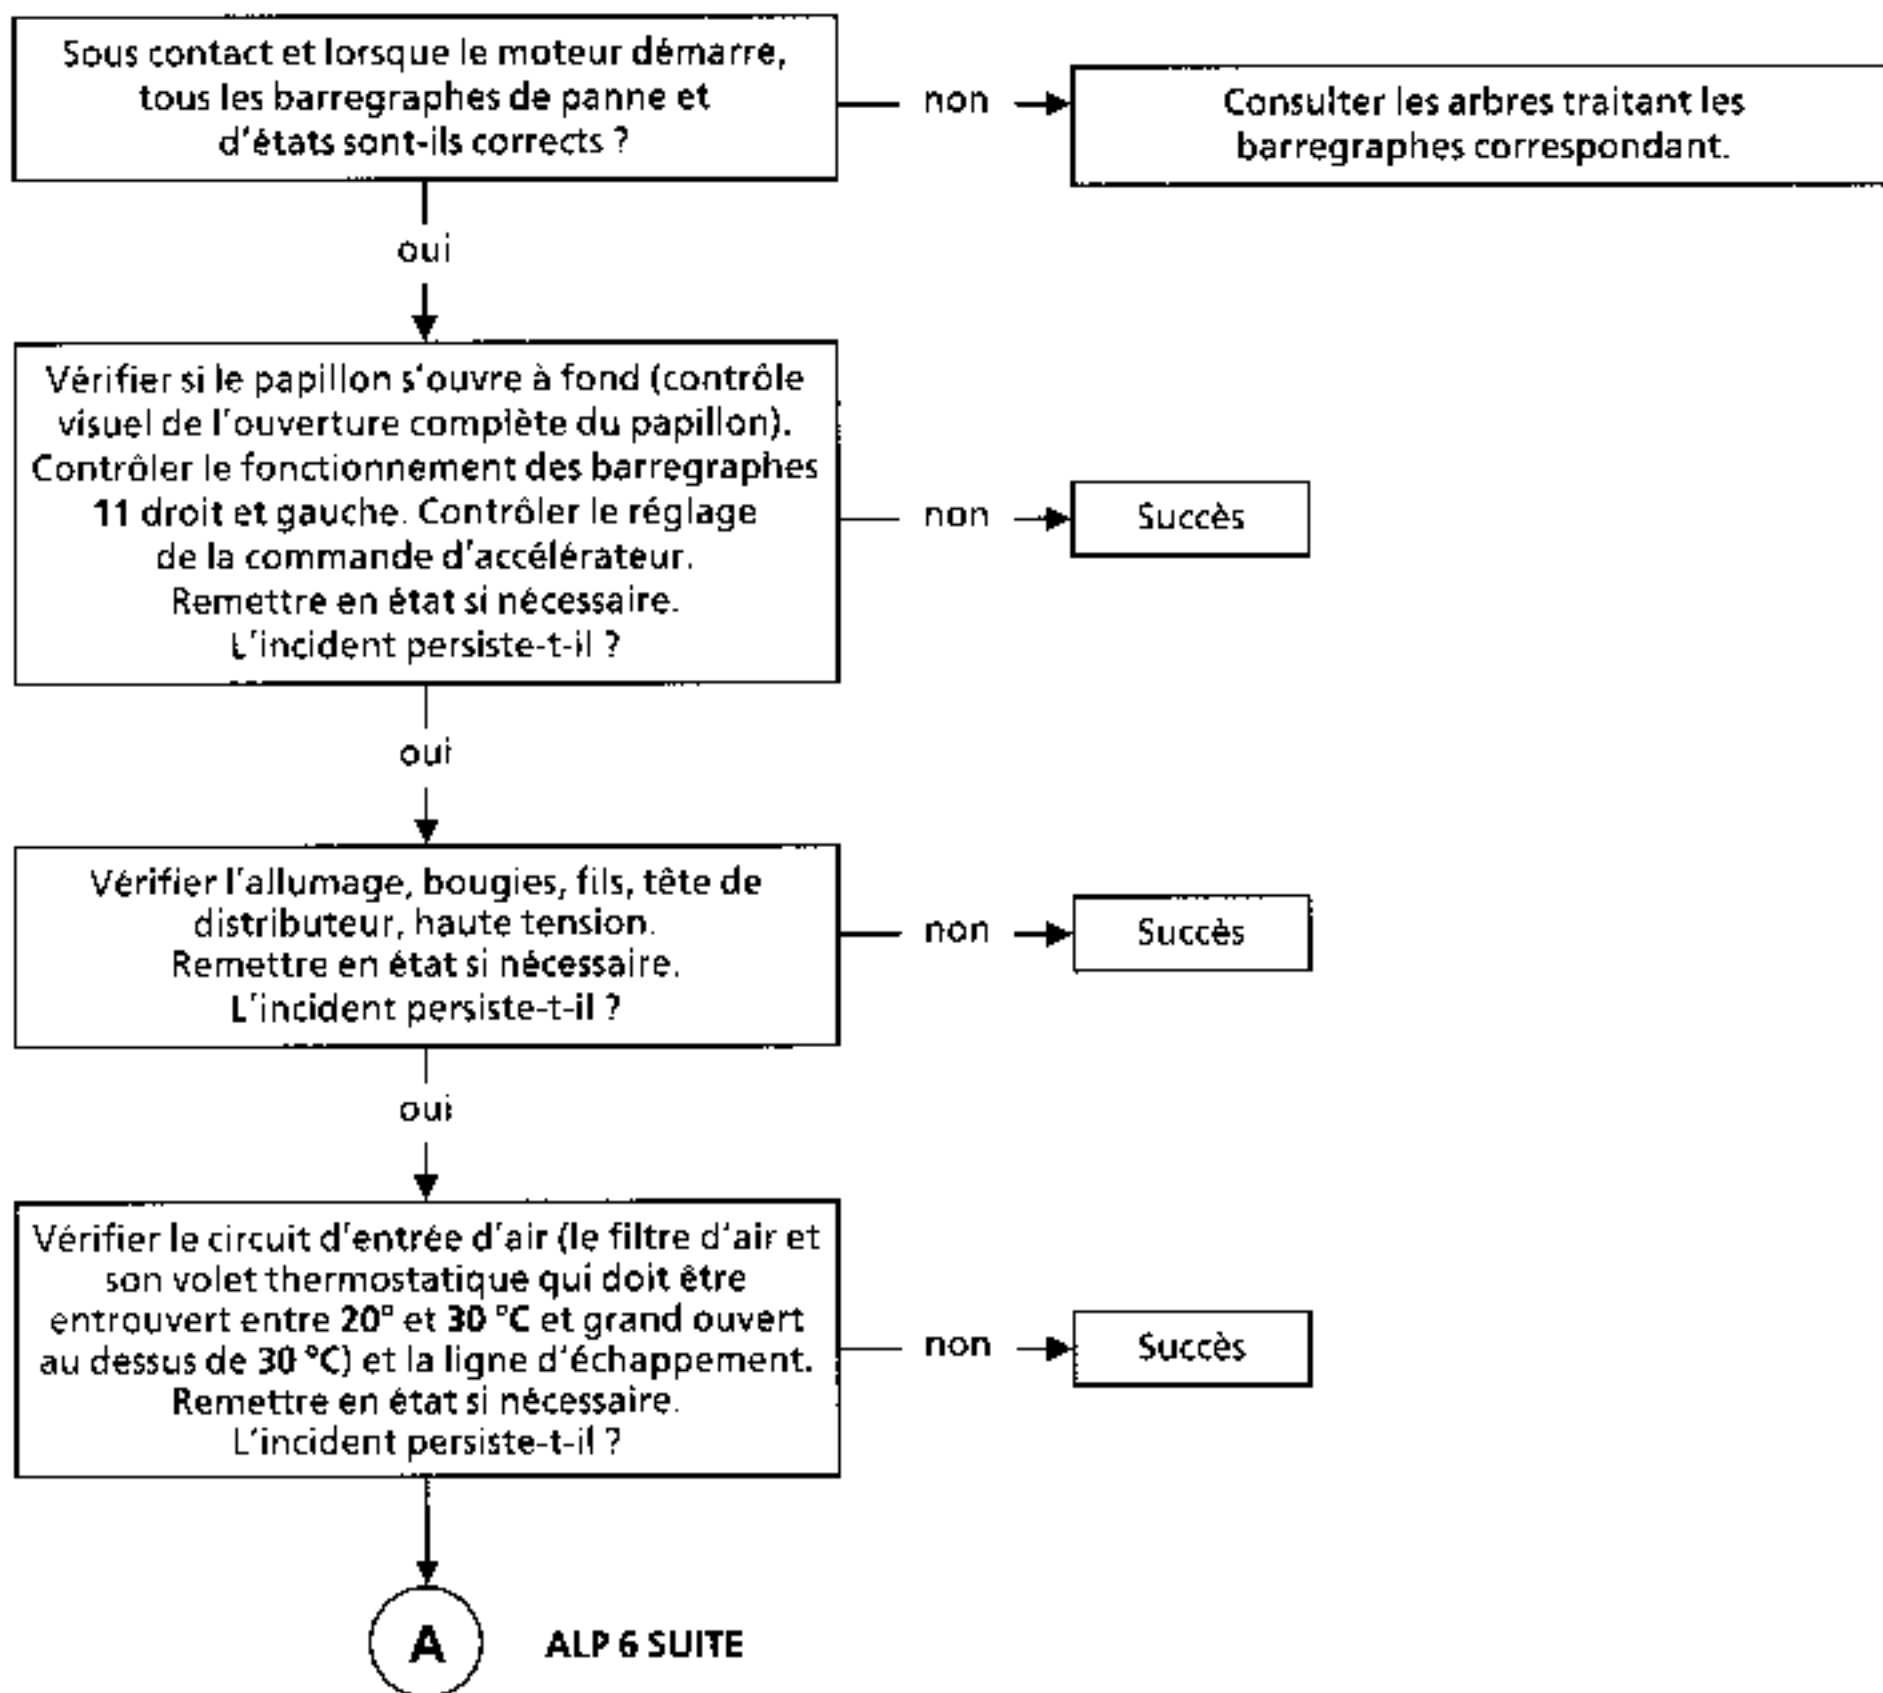 Sous contact et lorsque le moteur démarre,
tous les barregraphes de panne et
d'états sont-ils corrects ?
non
Consulter les arbres traitant les
barregraphes correspondant.
oui
Vérifier si le papillon s'ouvre à fond (contrôle
visuel de l'ouverture complète du papillon).
Contrôler le fonctionnement des barregraphes
11 droit et gauche. Contrôler le réglage
de la commande d'accélérateur.
Remettre en état si nécessaire.
L'incident persiste-t-il ?
non
Succès
oui
Vérifier l'allumage, bougies, fils, tête de
distributeur, haute tension.
Remettre en état si nécessaire.
L'incident persiste-t-il ?
non
Succès
oui
Vérifier le circuit d'entrée d'air (le filtre d'air et
son volet thermostatique qui doit être
entrouvert entre 20° et 30 °C et grand ouvert
au dessus de 30 °C) et la ligne d'échappement.
Remettre en état si nécessaire.
L'incident persiste-t-il ?
non
Succès
A
ALP 6 SUITE